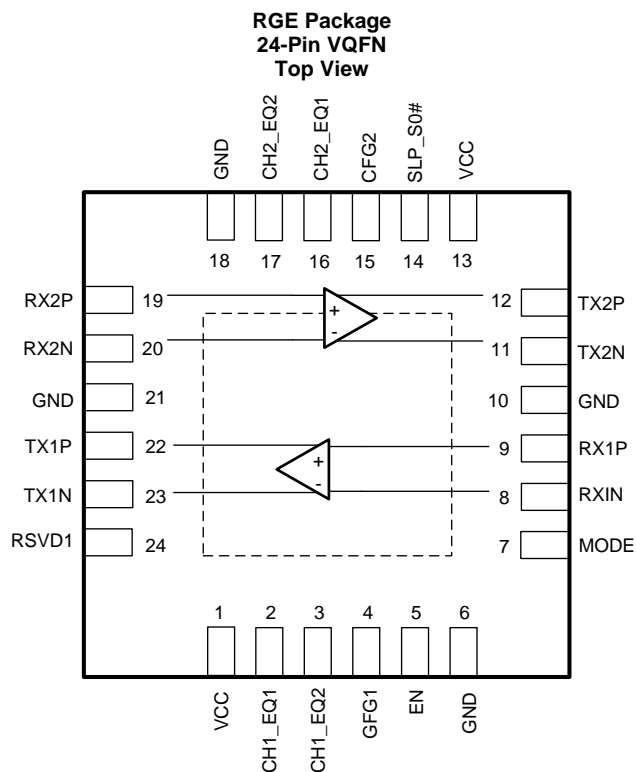 RGE Package
24-Pin VQFN
Top View
GND
CH2_EQ2
CH2_EQ1
CFG2
SLP_S0#
VCC
18
17
16
15
14
13
RX2P 19
12 TX2P
+
-
RX2N 20
11 TX2N
GND 21
10 GND
TX1P 22
9 RX1P
+
-
TX1N 23
8 RXIN
RSVD1 24
7 MODE
1
2
3
4
5
6
VCC
CH1_EQ1
CH1_EQ2
GFG1
EN
GND